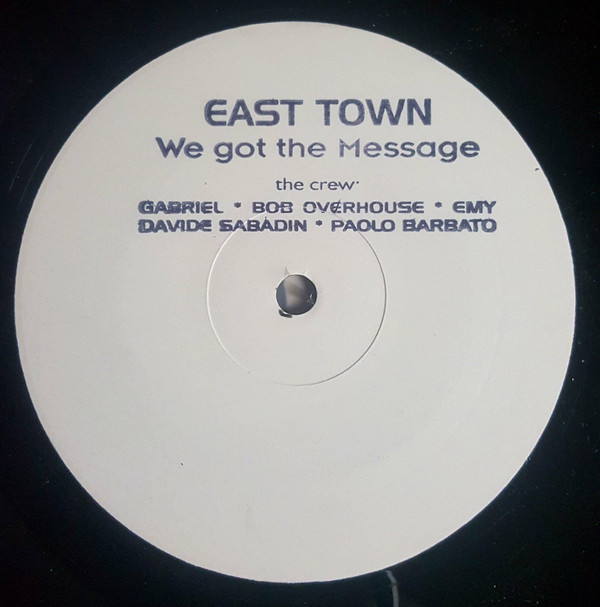 EAST TOWN
We got the Message
the crew:
GABRIEL * BOB OVERHOUSE * EMY
DAVIDE SABADIN * PAOLO BARBATO